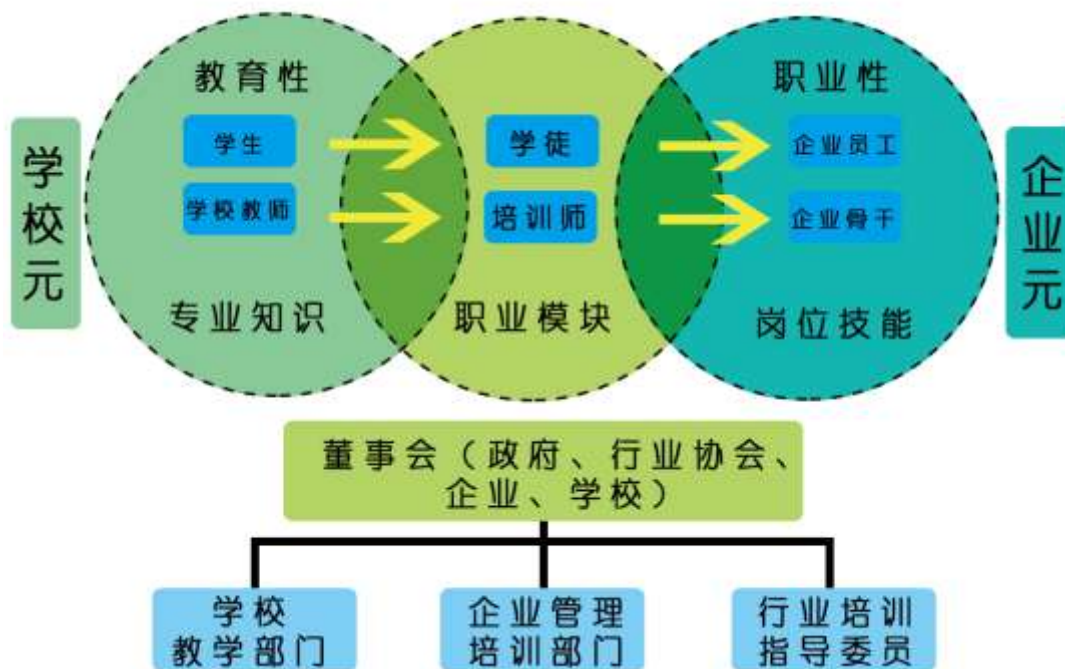 教育性
职业性
学校元
学生
学徒
企业员工
企业元
学校教师
培训师
企业骨干
专业知识
职业模块
岗位技能
董事会（政府、行业协会、
企业、学校）
学校
教学部门
企业管理
培训部门
行业培训
指导委员